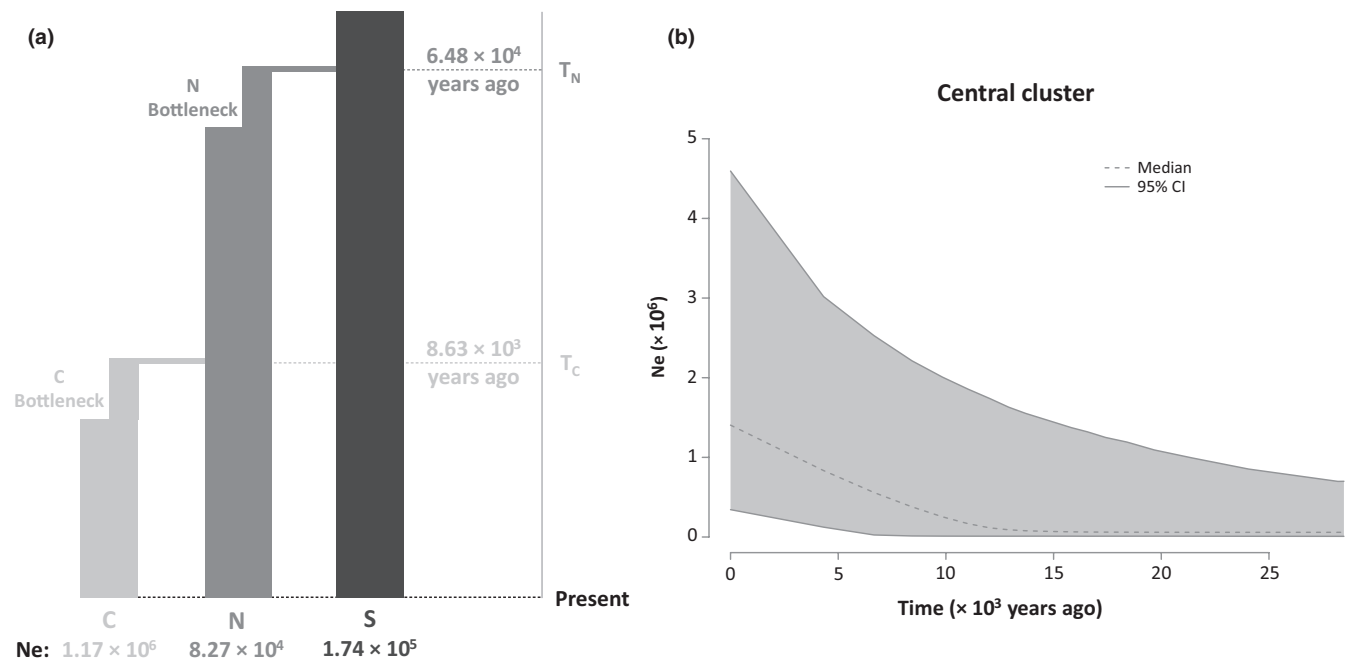 (a)
N
Bottleneck
6.48 × 10⁴
years ago
T_N
C
Bottleneck
8.63 × 10³
years ago
T_C
Present
C N S
Ne: 1.17 × 10⁶ 8.27 × 10⁴ 1.74 × 10⁵
(b)
Central cluster
Median
95% CI
5
4
3
2
1
0
Ne (× 10⁶)
0 5 10 15 20 25
Time (× 10³ years ago)